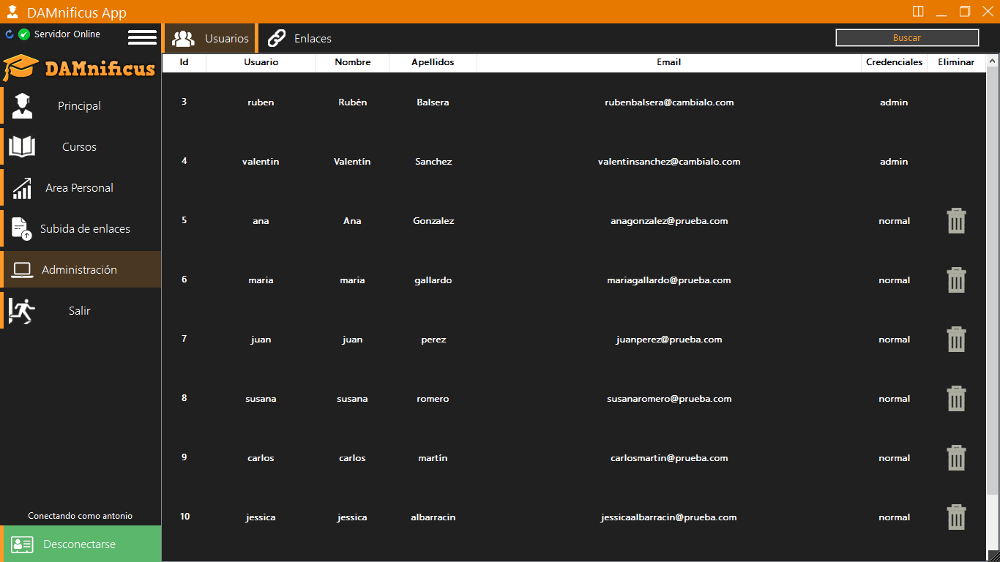 DAMnificus App
Servidor Online
DAMnificus
Principal
Cursos
Area Personal
Subida de enlaces
Administración
Salir
Conectando como antonio
Desconectarse
Usuarios Enlaces Buscar
Id Usuario Nombre Apellidos Email Credenciales Eliminar
3 ruben Rubén Balsera rubenbalsera@cambialo.com admin
4 valentin Valentín Sanchez valentinsanchez@cambialo.com admin
5 ana Ana Gonzalez anagonzalez@prueba.com normal
6 maria maria gallardo mariagallardo@prueba.com normal
7 juan juan perez juanperez@prueba.com normal
8 susana susana romero susanaromero@prueba.com normal
9 carlos carlos martín carlosmartin@prueba.com normal
10 jessica jessica albarracin jessicaalbarracin@prueba.com normal